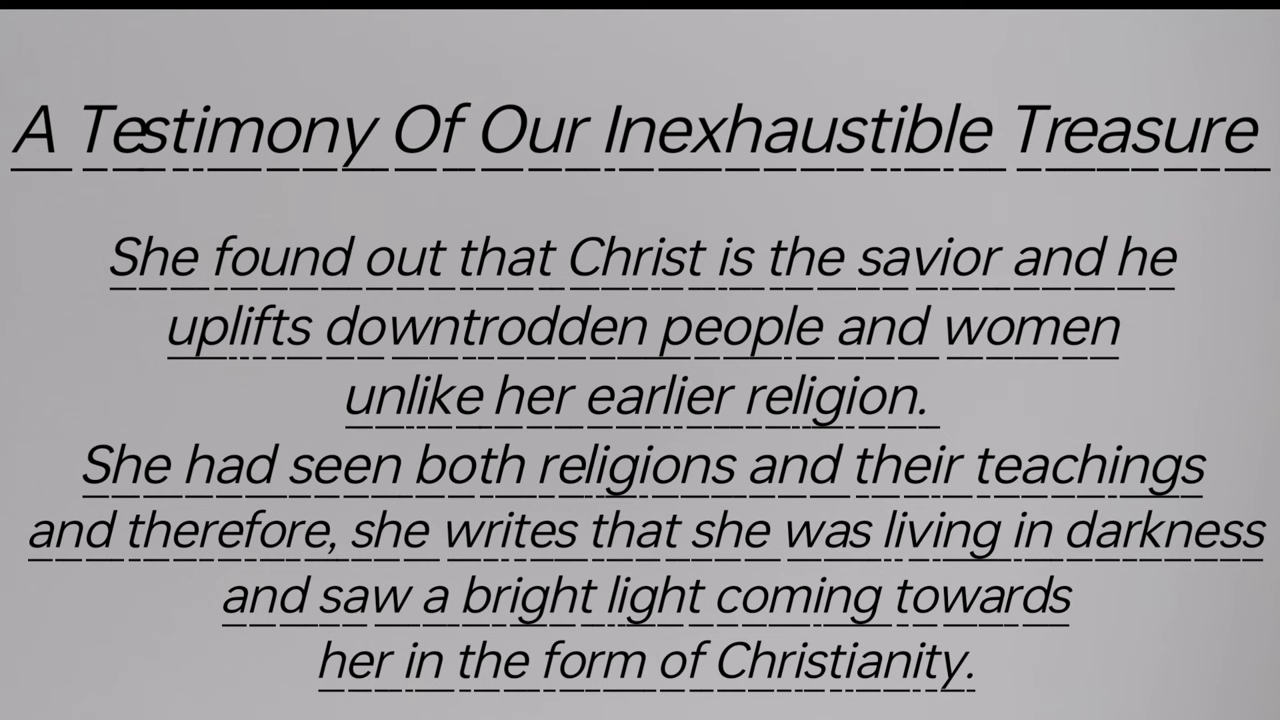 A Testimony Of Our Inexhaustible Treasure
She found out that Christ is the savior and he
uplifts downtrodden people and women
unlike her earlier religion.
She had seen both religions and their teachings
and therefore, she writes that she was living in darkness
and saw a bright light coming towards
her in the form of Christianity.